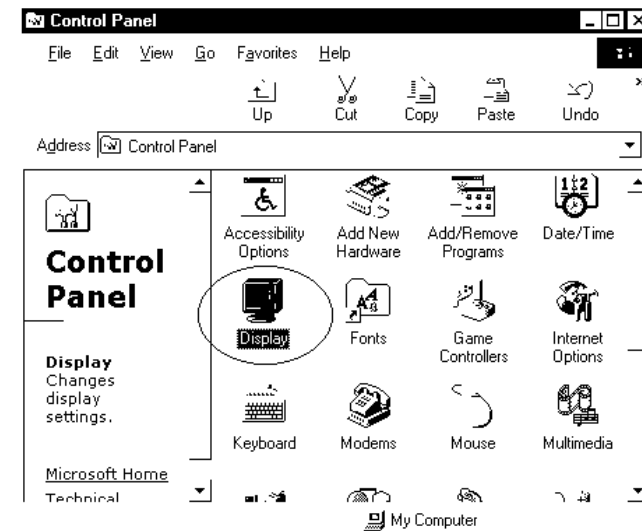 Control Panel
File Edit View Go Favorites Help
Up Cut Copy Paste Undo
Address Control Panel
Control
Panel
Display
Changes
display
settings.
Microsoft Home
Technical
Accessibility
Options
Add New
Hardware
Add/Remove
Programs
Date/Time
Display
Fonts
Game
Controllers
Internet
Options
Keyboard
Modems
Mouse
Multimedia
My Computer